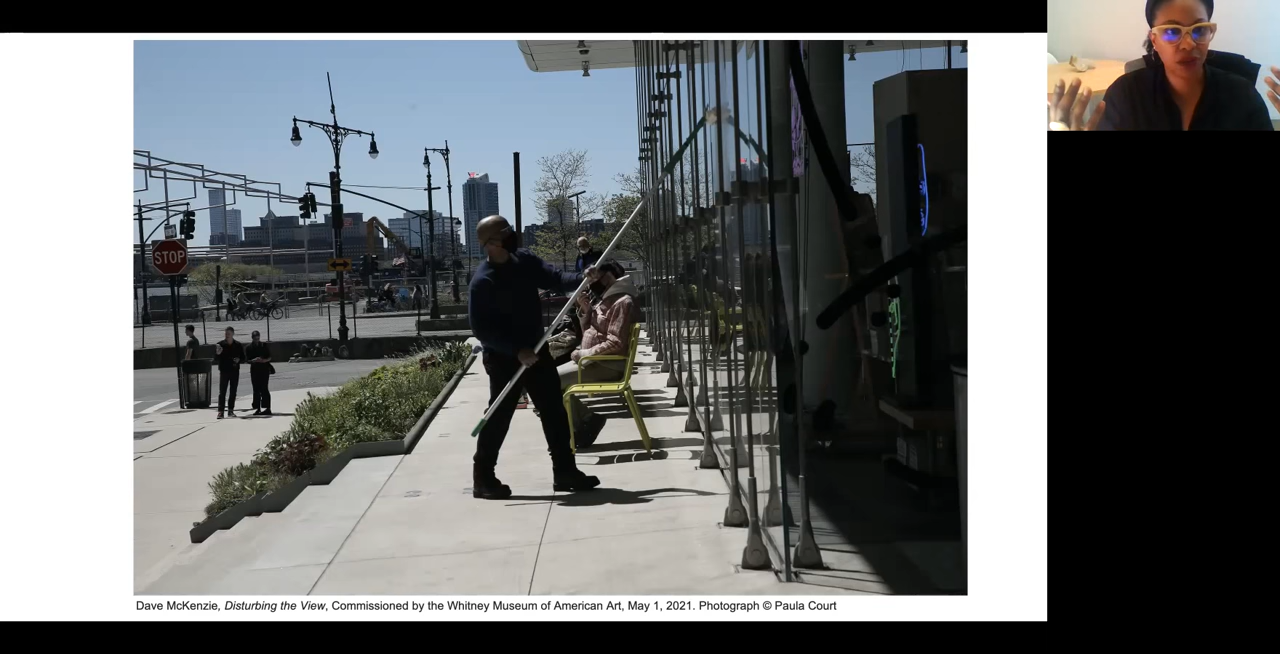 STOP
Dave McKenzie, Disturbing the View, Commissioned by the Whitney Museum of American Art, May 1, 2021. Photograph © Paula Court